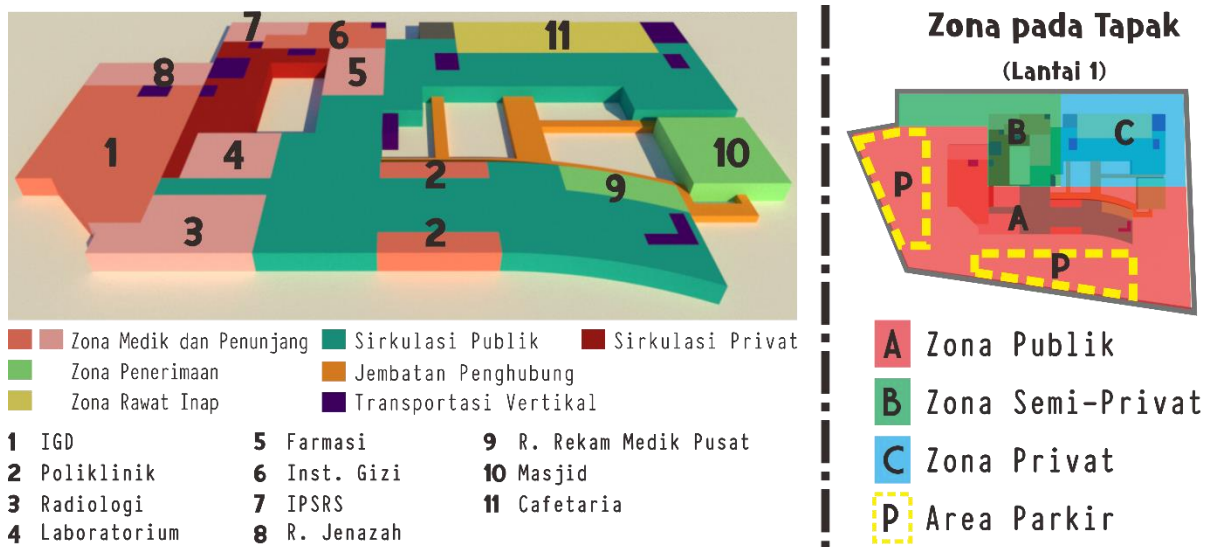 7
6
11
8
5
1
4
10
2
9
3
2
Zona Medik dan Penunjang
Sirkulasi Publik
Sirkulasi Privat
Zona Penerimaan
Jembatan Penghubung
Zona Rawat Inap
Transportasi Vertikal
1 IGD
2 Poliklinik
3 Radiologi
4 Laboratorium
5 Farmasi
6 Inst. Gizi
7 IPSRS
8 R. Jenazah
9 R. Rekam Medik Pusat
10 Masjid
11 Cafetaria
Zona pada Tapak
(Lantai 1)
B
C
P
A
P
A Zona Publik
B Zona Semi-Privat
C Zona Privat
P Area Parkir